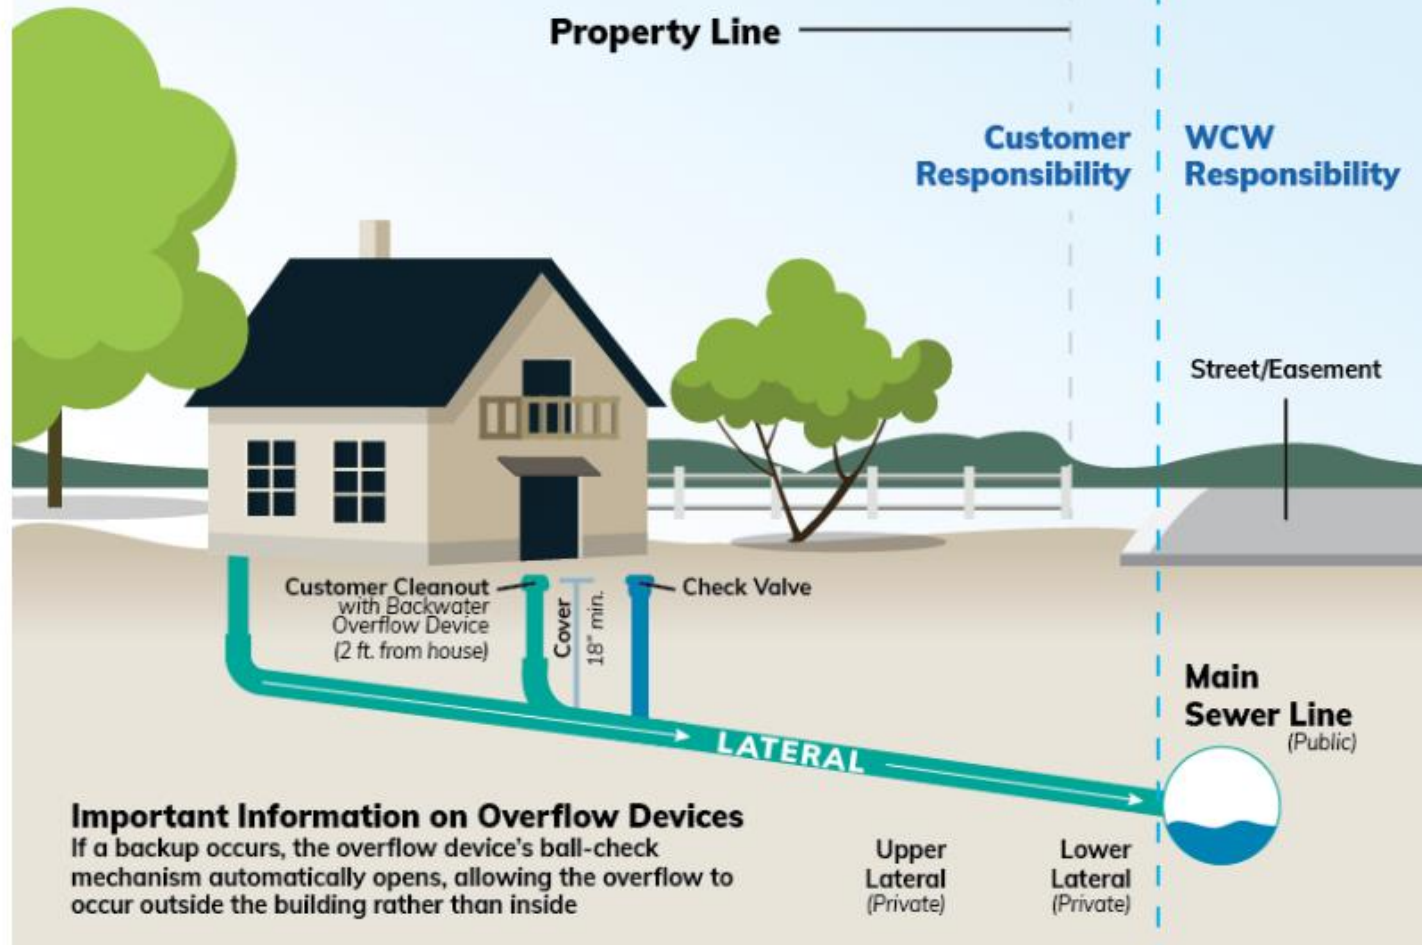 Property Line
Customer
Responsibility
WCW
Responsibility
Street/Easement
Customer Cleanout
with Backwater
Overflow Device
(2 ft. from house)
Cover
18" min.
Check Valve
LATERAL
Main
Sewer Line
(Public)
Important Information on Overflow Devices
If a backup occurs, the overflow device's ball-check
mechanism automatically opens, allowing the overflow to
occur outside the building rather than inside
Upper
Lateral
(Private)
Lower
Lateral
(Private)